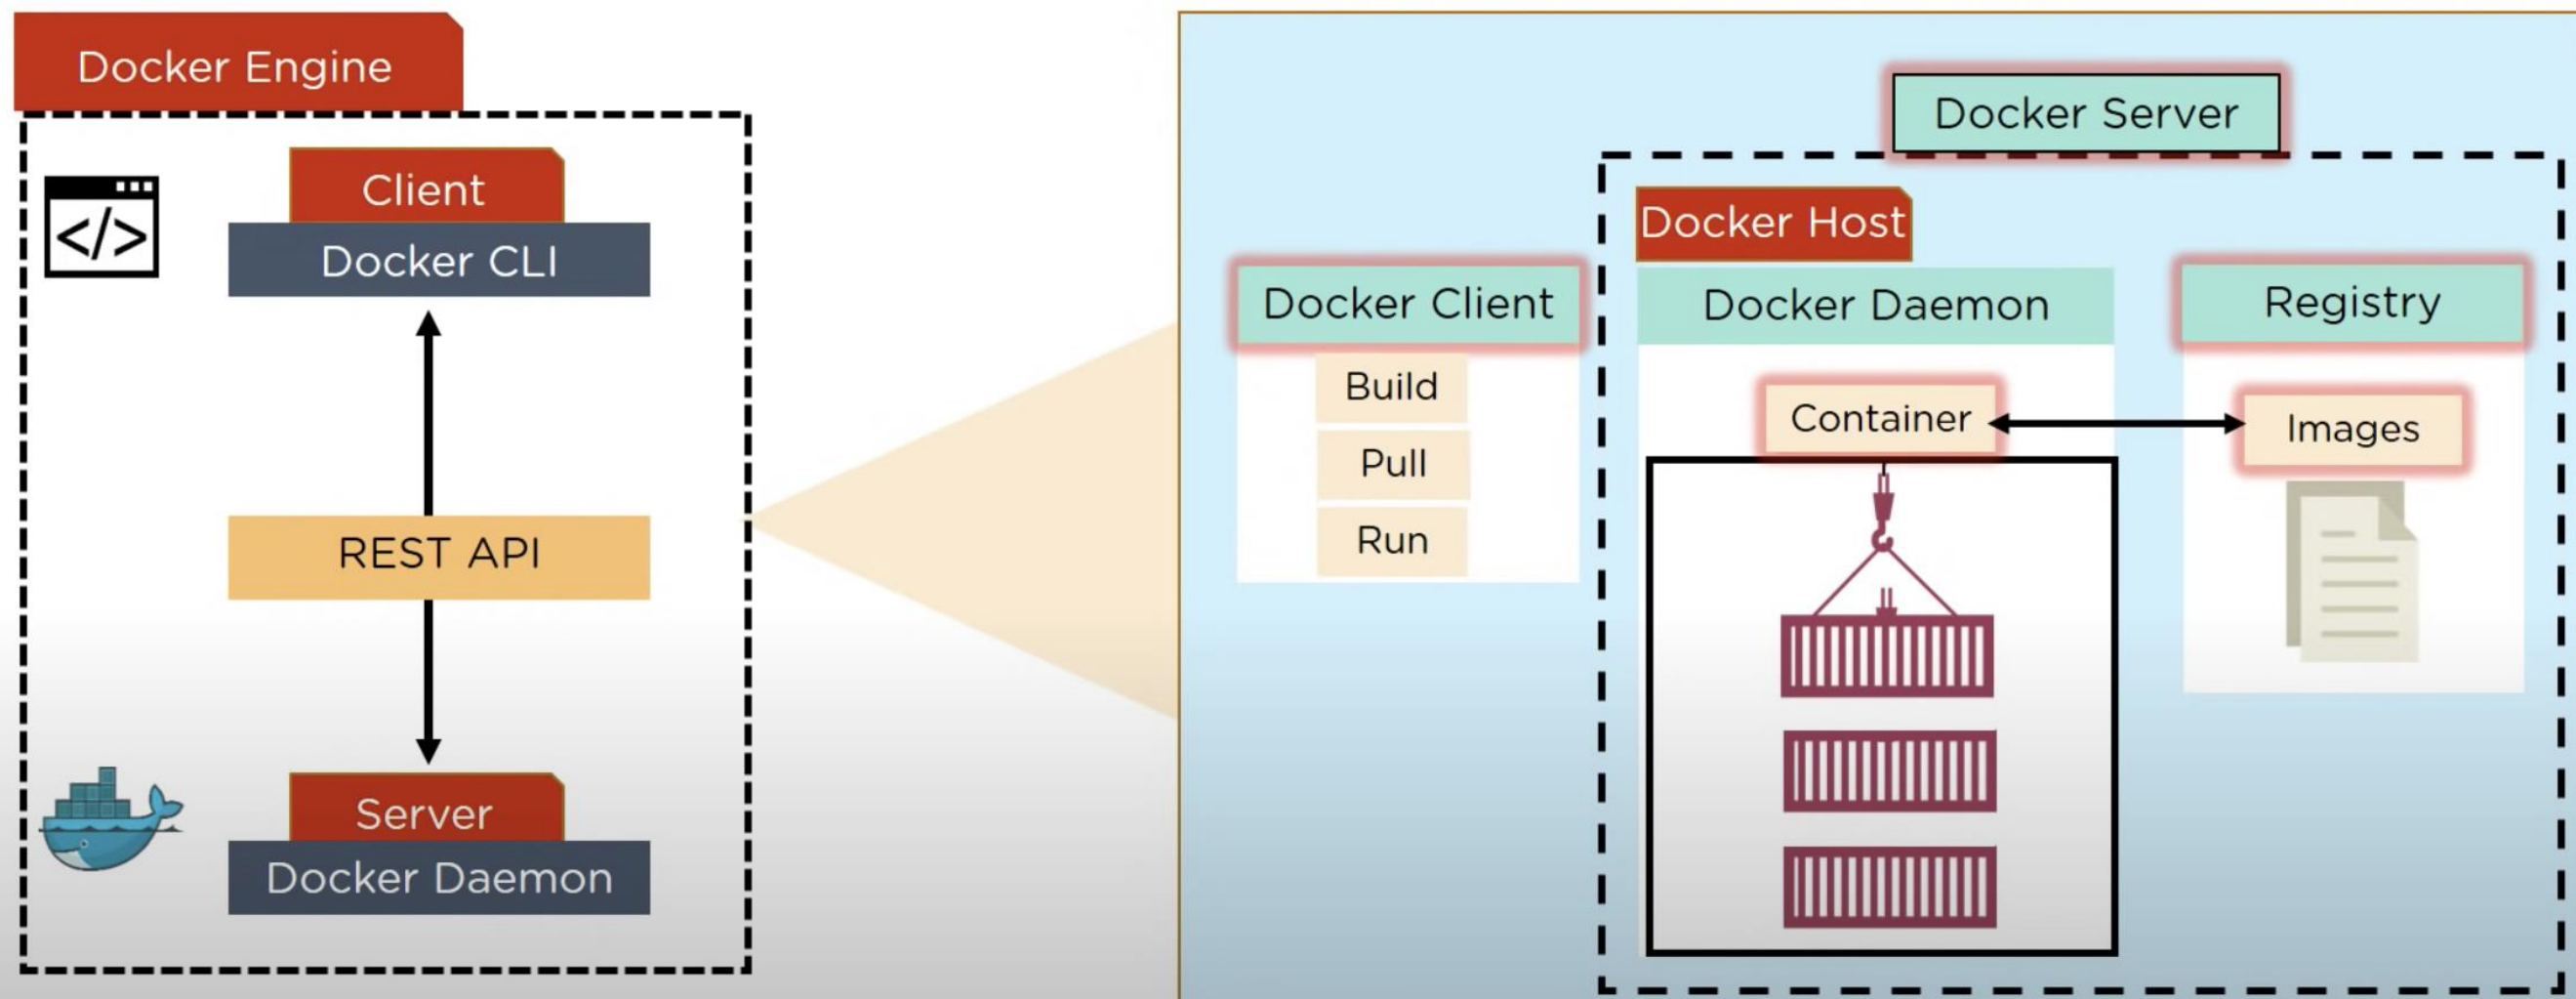 Docker Engine
Client
Docker CLI
</>
REST API
Server
Docker Daemon
Docker Server
Docker Host
Docker Client
Docker Daemon
Registry
Build
Pull
Run
Container
Images